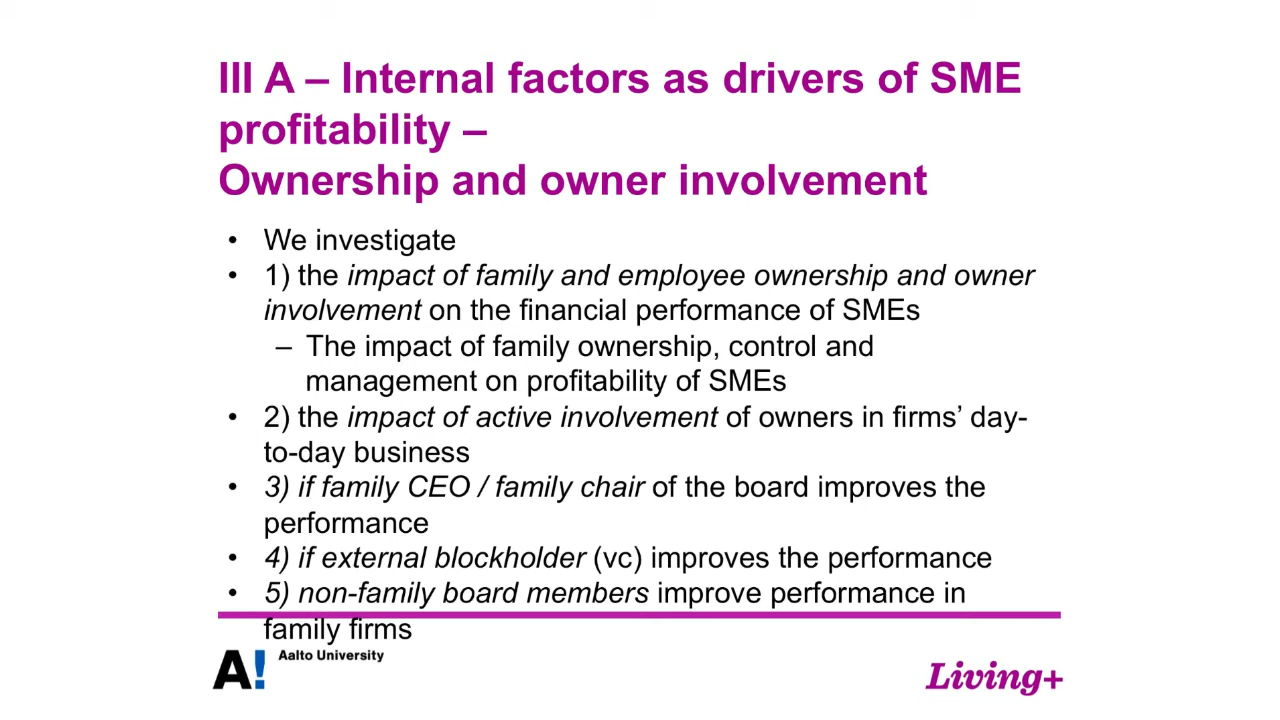 III A – Internal factors as drivers of SME
profitability –
Ownership and owner involvement
• We investigate
• 1) the impact of family and employee ownership and owner
involvement on the financial performance of SMEs
– The impact of family ownership, control and
management on profitability of SMEs
• 2) the impact of active involvement of owners in firms’ day-
to-day business
• 3) if family CEO / family chair of the board improves the
performance
• 4) if external blockholder (vc) improves the performance
• 5) non-family board members improve performance in
family firms
A! Aalto University
Living+